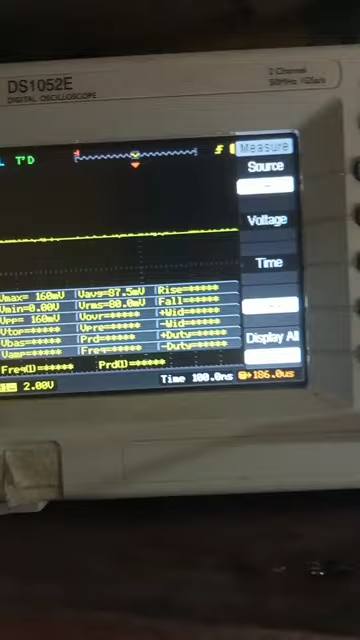 DS1052E
DIGITAL OSCILLOSCOPE
2 Channel
T'D
Measure
Source
Voltage
Time
Display All
Vmax= 160mV Vavg=87.5mV Rise=*****
Vmin=0.00V Vrms=80.0mV Fall=*****
Vpp= 160mV Vovr=***** +Wid=*****
Vtop=***** Vpre=***** -Wid=*****
Vbas=***** Prd=***** +Duty=*****
Vamp=***** Freq=***** -Duty=*****
Freq(1)=***** Prd(1)=*****
2.00V Time 100.0ns +186.0us